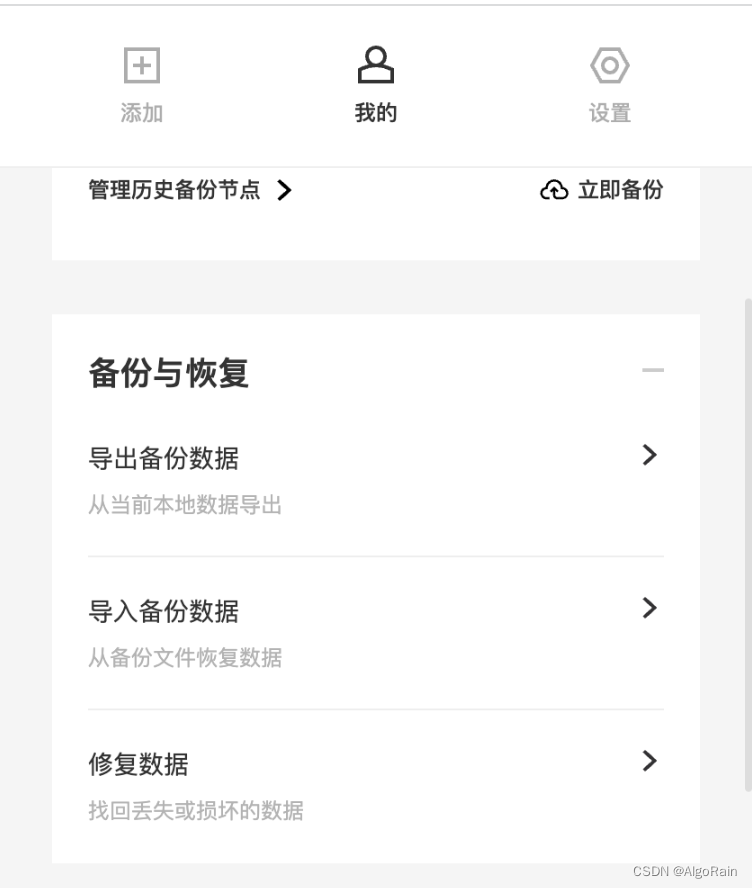 添加
我的
设置
管理历史备份节点
立即备份
备份与恢复
导出备份数据
从当前本地数据导出
导入备份数据
从备份文件恢复数据
修复数据
找回丢失或损坏的数据
CSDN @AlgoRain